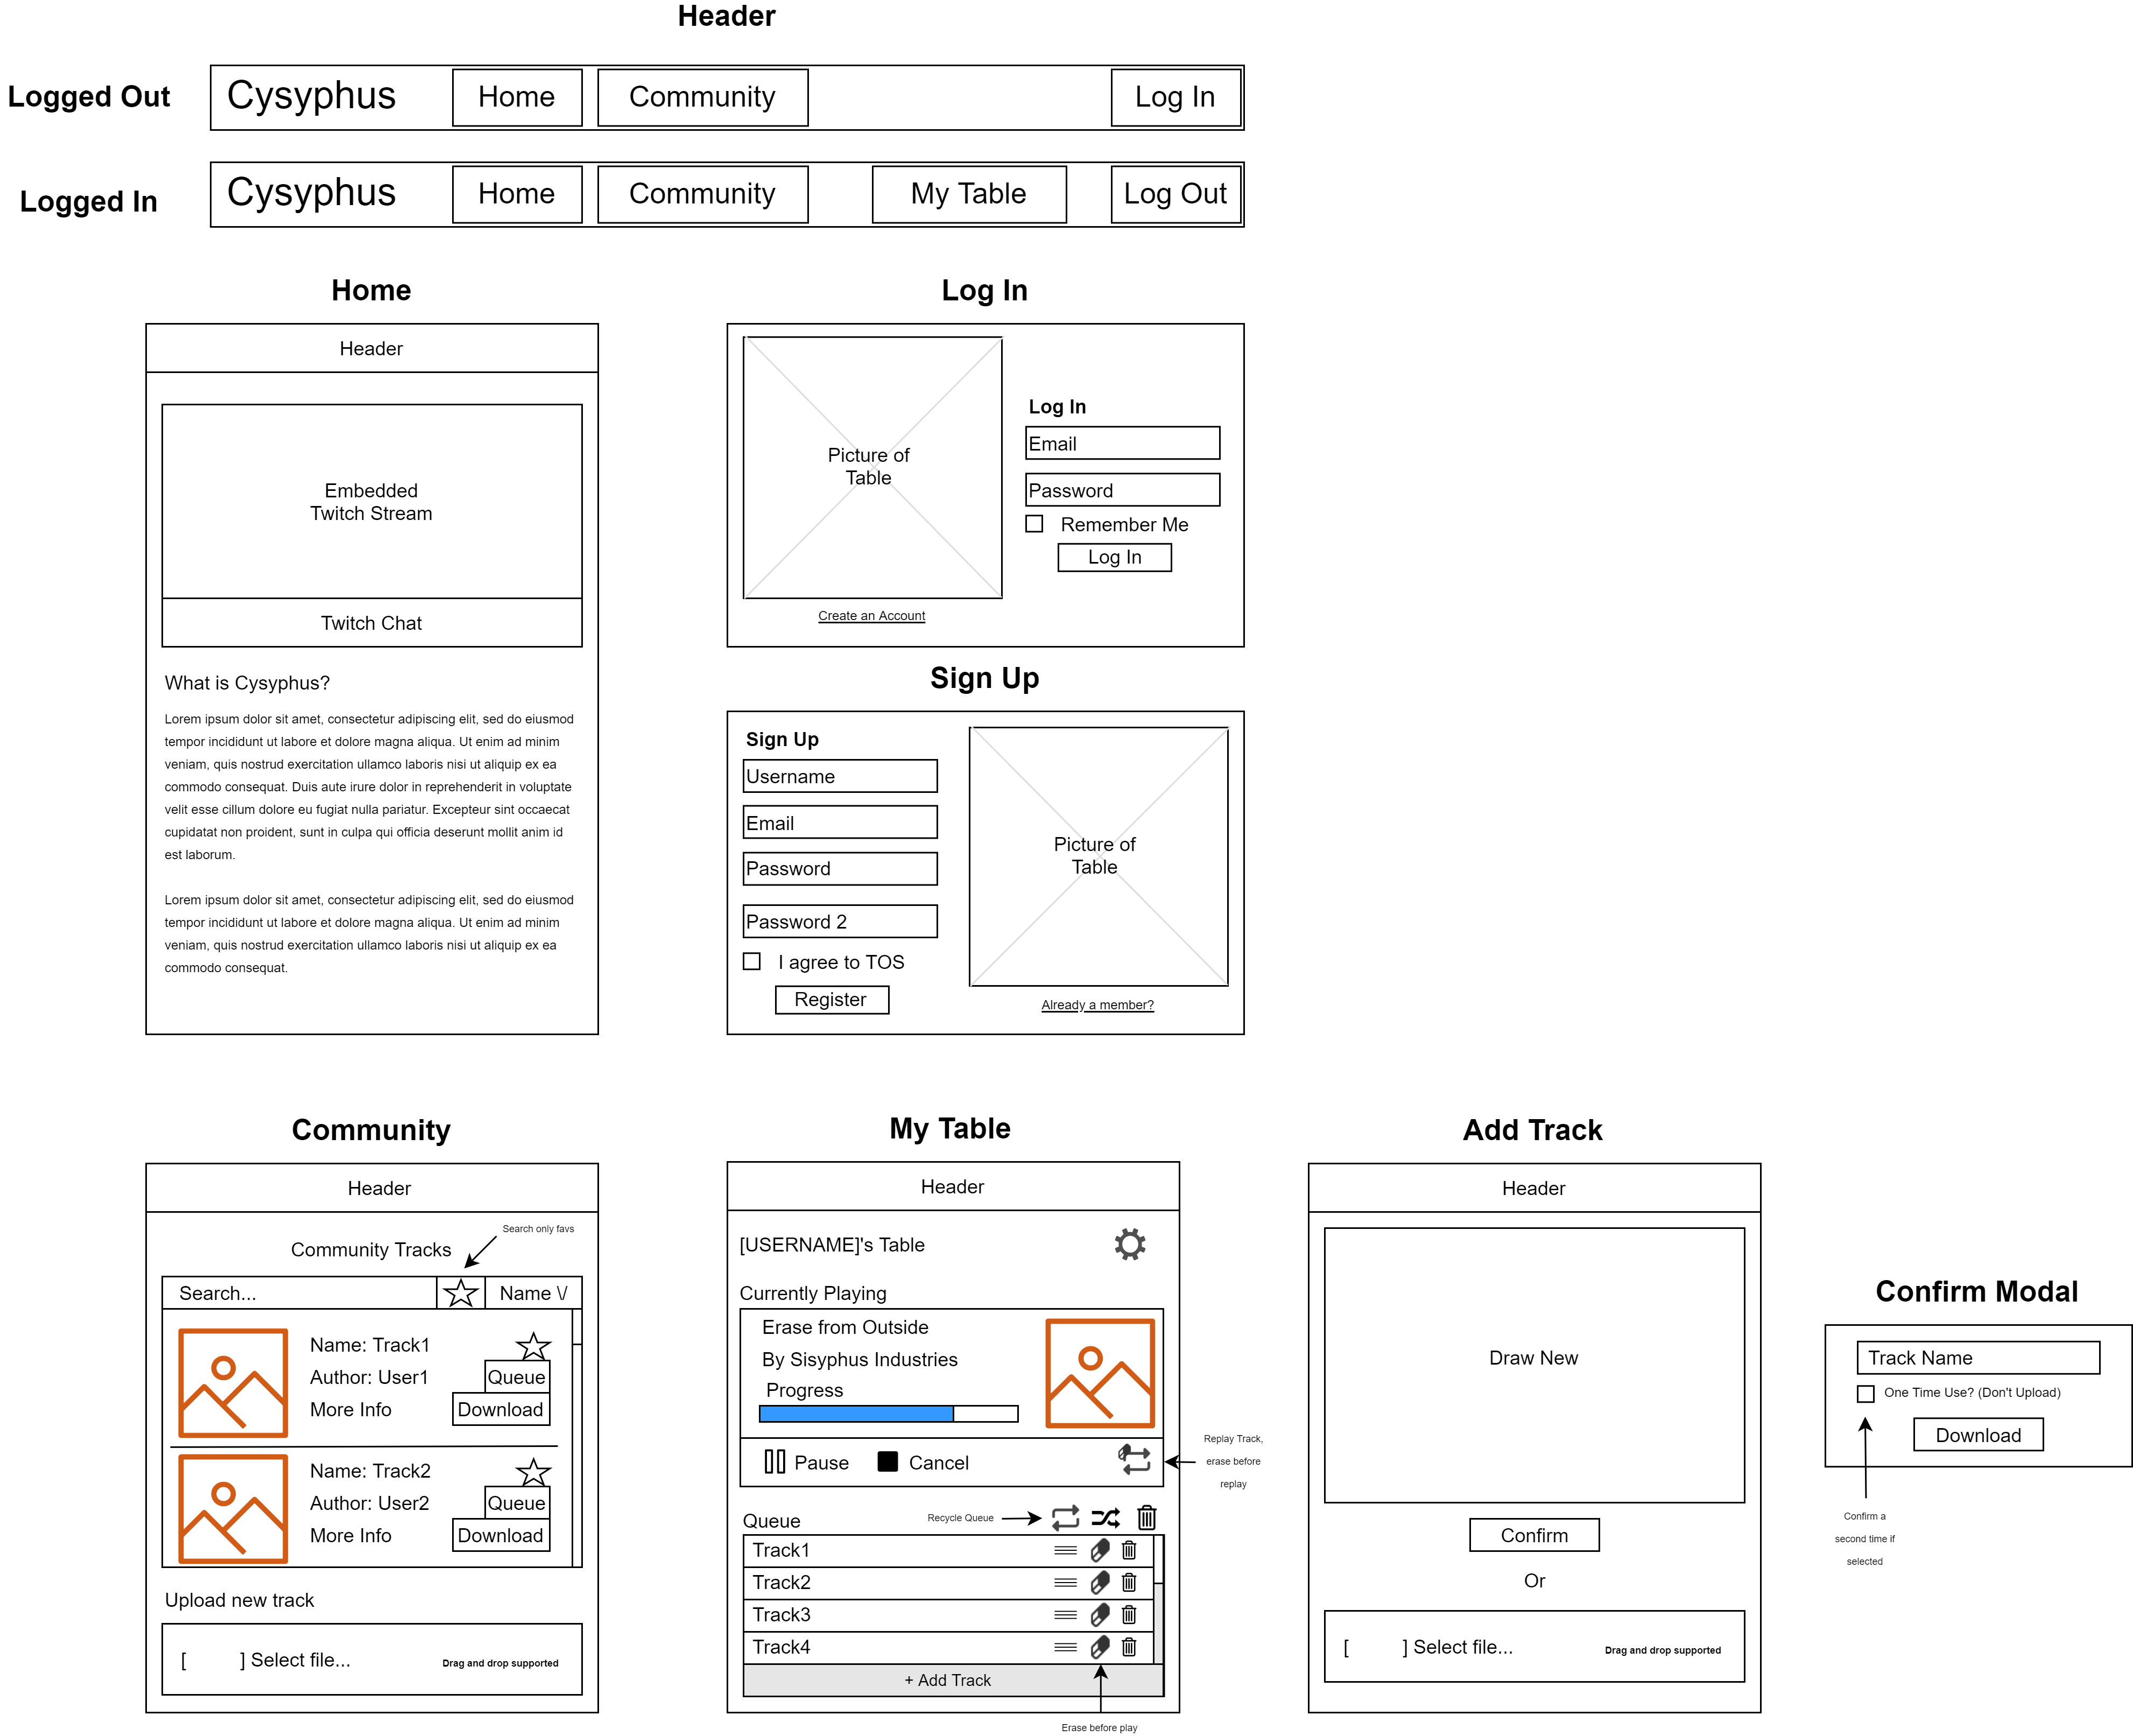 Header
Logged Out
Cysyphus
Home
Community
Log In
Logged In
Cysyphus
Home
Community
My Table
Log Out
Home
Header
Embedded
Twitch Stream
Twitch Chat
What is Cysyphus?
Lorem ipsum dolor sit amet, consectetur adipiscing elit, sed do eiusmod
tempor incididunt ut labore et dolore magna aliqua. Ut enim ad minim
veniam, quis nostrud exercitation ullamco laboris nisi ut aliquip ex ea
commodo consequat. Duis aute irure dolor in reprehenderit in voluptate
velit esse cillum dolore eu fugiat nulla pariatur. Excepteur sint occaecat
cupidatat non proident, sunt in culpa qui officia deserunt mollit anim id
est laborum.
Lorem ipsum dolor sit amet, consectetur adipiscing elit, sed do eiusmod
tempor incididunt ut labore et dolore magna aliqua. Ut enim ad minim
veniam, quis nostrud exercitation ullamco laboris nisi ut aliquip ex ea
commodo consequat.
Log In
Picture of
Table
Create an Account
Log In
Email
Password
Remember Me
Log In
Sign Up
Sign Up
Username
Email
Password
Password 2
I agree to TOS
Register
Picture of
Table
Already a member?
Community
Header
Search only favs
Community Tracks
Search...
Name \/
Name: Track1
Author: User1
More Info
Queue
Download
Name: Track2
Author: User2
More Info
Queue
Download
Upload new track
[ ] Select file...
Drag and drop supported
My Table
Header
[USERNAME]'s Table
Currently Playing
Erase from Outside
By Sisyphus Industries
Progress
Pause
Cancel
Replay Track,
erase before
replay
Queue
Recycle Queue
Track1
Track2
Track3
Track4
+ Add Track
Erase before play
Add Track
Header
Draw New
Confirm
Or
[ ] Select file...
Drag and drop supported
Confirm Modal
Track Name
One Time Use? (Don't Upload)
Download
Confirm a
second time if
selected